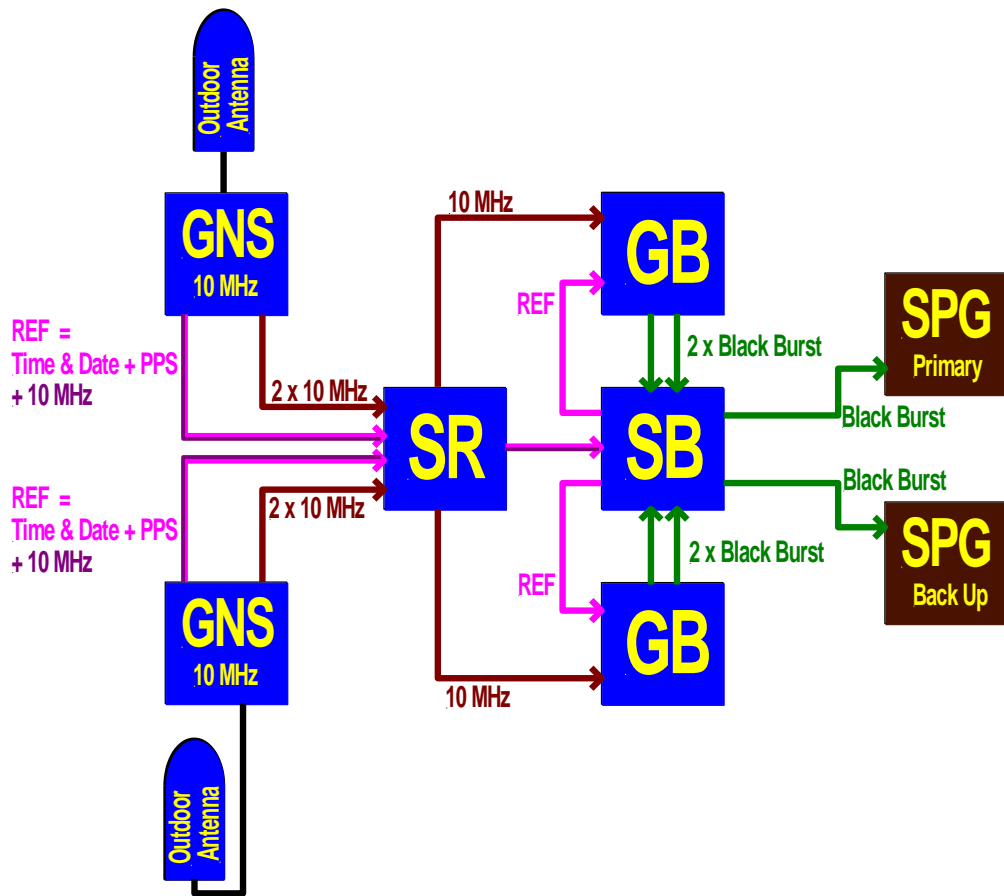 Outdoor
Antenna
GNS
10 MHz
REF =
Time & Date + PPS
+ 10 MHz
2 x 10 MHz
10 MHz
GB
REF
2 x Black Burst
SPG
Primary
Black Burst
SR
SB
REF =
Time & Date + PPS
+ 10 MHz
2 x 10 MHz
Black Burst
2 x Black Burst
SPG
Back Up
REF
GNS
10 MHz
GB
10 MHz
Outdoor
Antenna